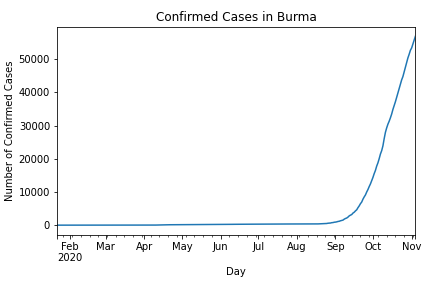 Confirmed Cases in Burma
Number of Confirmed Cases
50000
40000
30000
20000
10000
0
Feb Mar Apr May Jun Jul Aug Sep Oct Nov
2020
Day